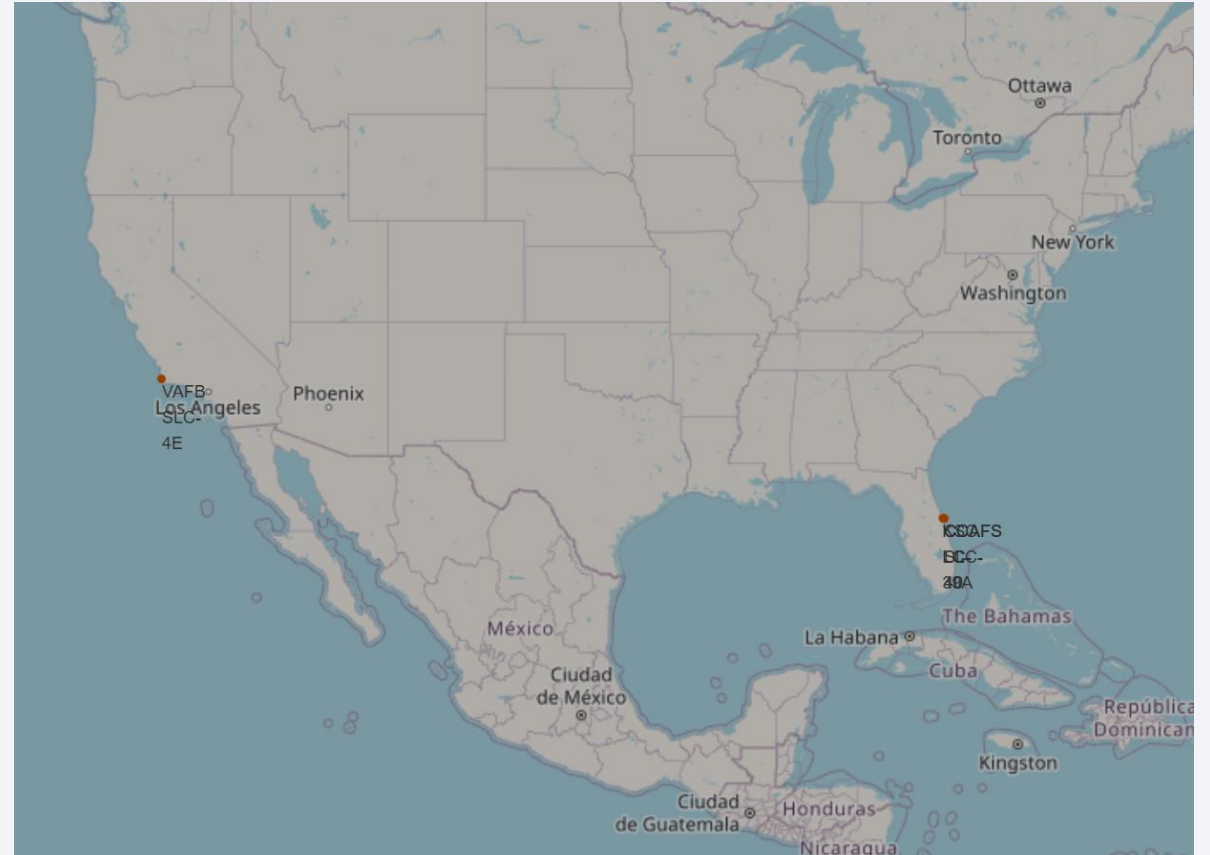 Ottawa
Toronto
New York
Washington
VAFB
Los Angeles
SLC-
4E
Phoenix
The Bahamas
La Habana
México
Cuba
Ciudad
de México
República
Dominican
Kingston
Ciudad
de Guatemala
Honduras
Nicaragua